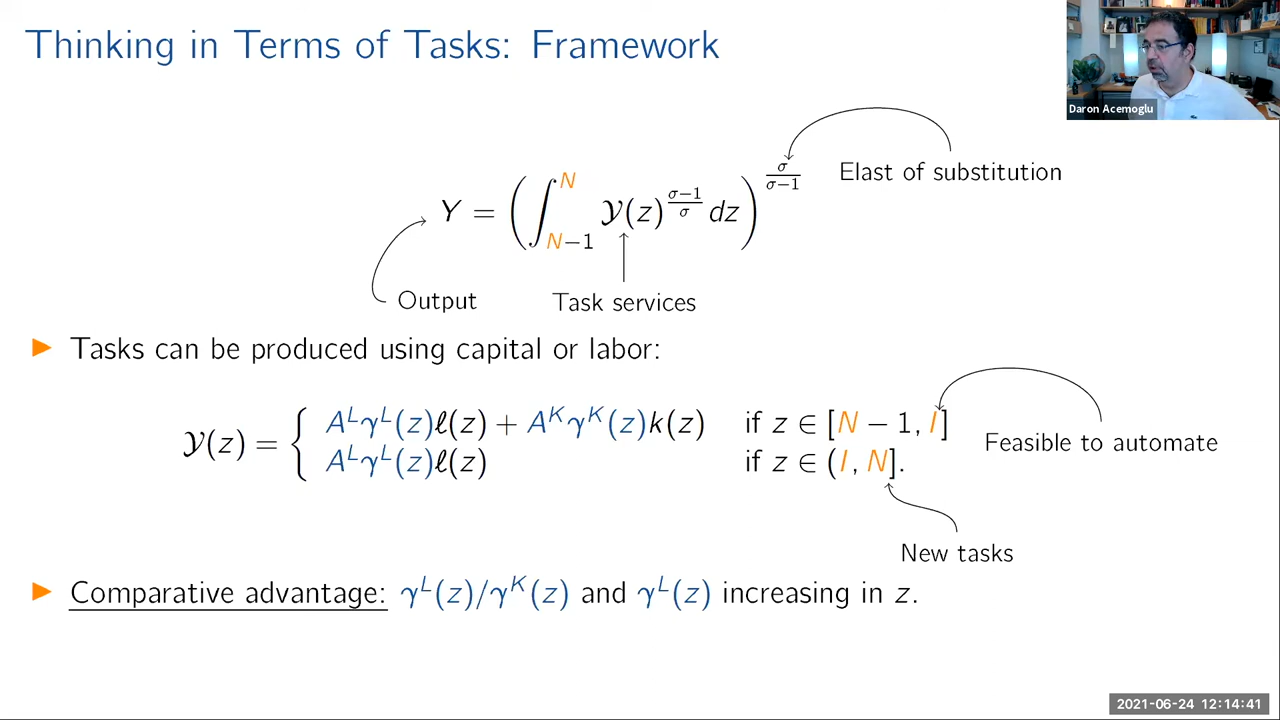 Thinking in Terms of Tasks: Framework
Daron Acemoglu
Y = ( ∫_{N−1}^{N} 𝒴(z)^{\frac{σ−1}{σ}} dz )^{\frac{σ}{σ−1}}
Elast of substitution
Output
Task services
▶ Tasks can be produced using capital or labor:
𝒴(z) = { A^L γ^L(z)ℓ(z) + A^K γ^K(z)k(z) if z ∈ [N − 1, I]
A^L γ^L(z)ℓ(z) if z ∈ (I, N].
Feasible to automate
New tasks
▶ Comparative advantage: γ^L(z)/γ^K(z) and γ^L(z) increasing in z.
2021-06-24 12:14:41